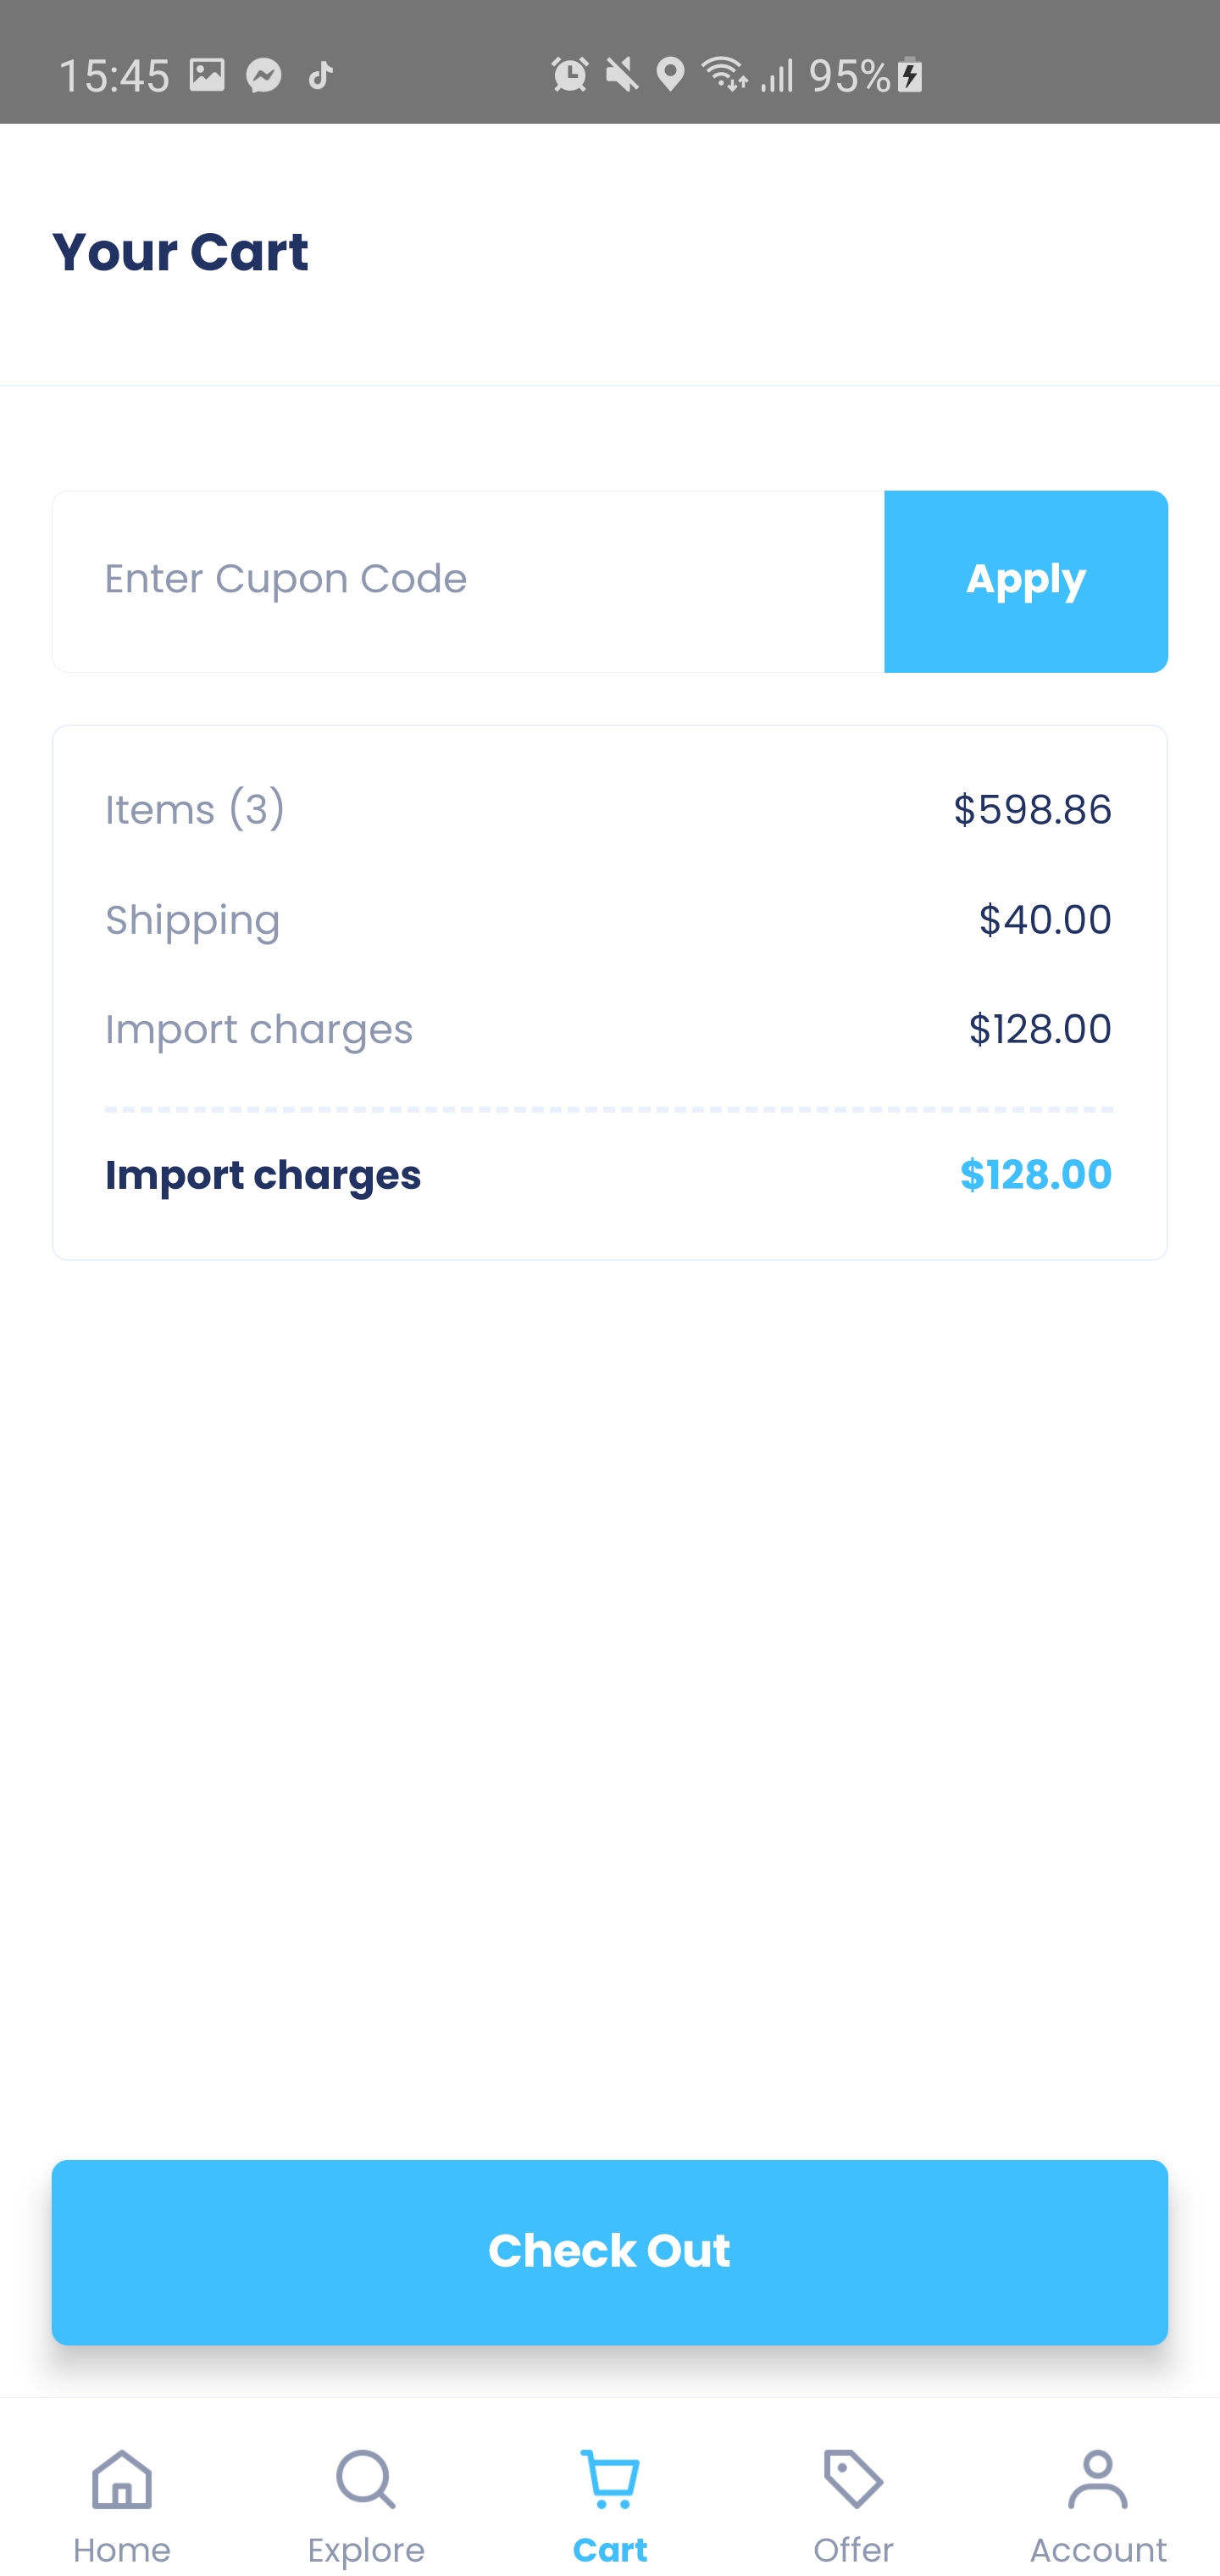 15:45 95%
Your Cart
Enter Cupon Code Apply
Items (3) $598.86
Shipping $40.00
Import charges $128.00
Import charges $128.00
Check Out
Home Explore Cart Offer Account